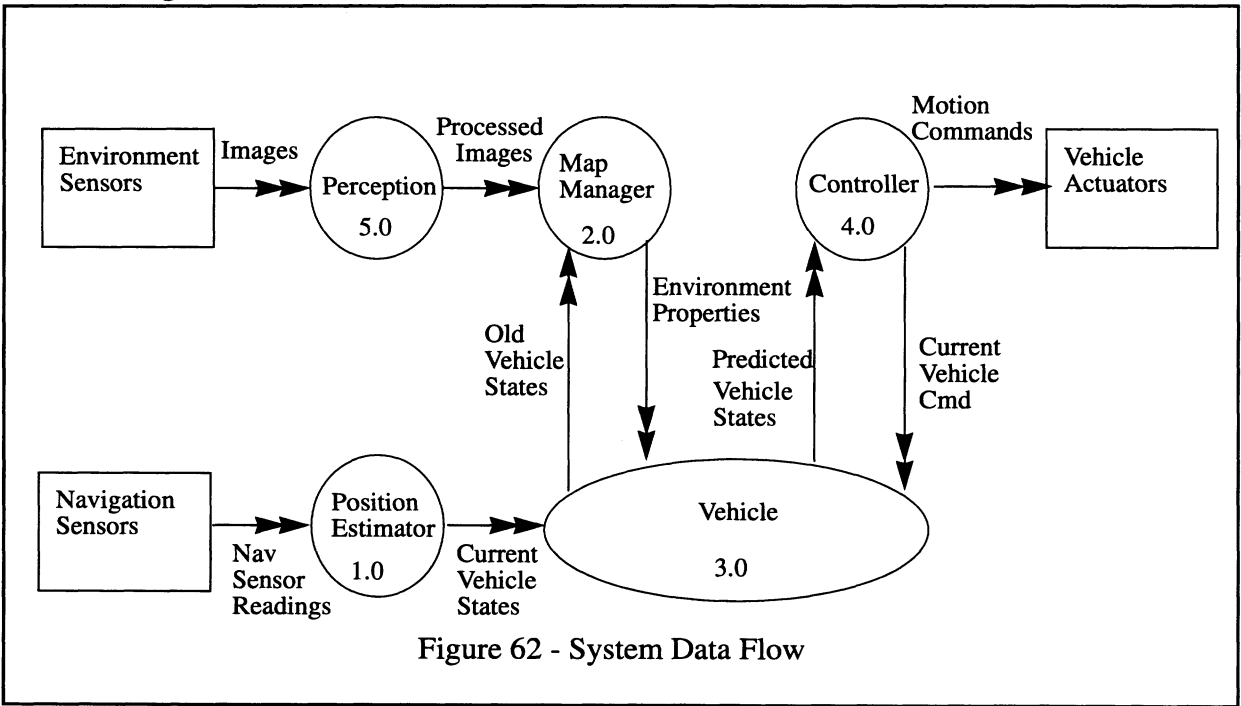 Environment
Sensors
Images
Perception
5.0
Processed
Images
Map
Manager
2.0
Controller
4.0
Motion
Commands
Vehicle
Actuators
Old
Vehicle
States
Environment
Properties
Predicted
Vehicle
States
Current
Vehicle
Cmd
Navigation
Sensors
Nav
Sensor
Readings
Position
Estimator
1.0
Current
Vehicle
States
Vehicle
3.0
Figure 62 - System Data Flow